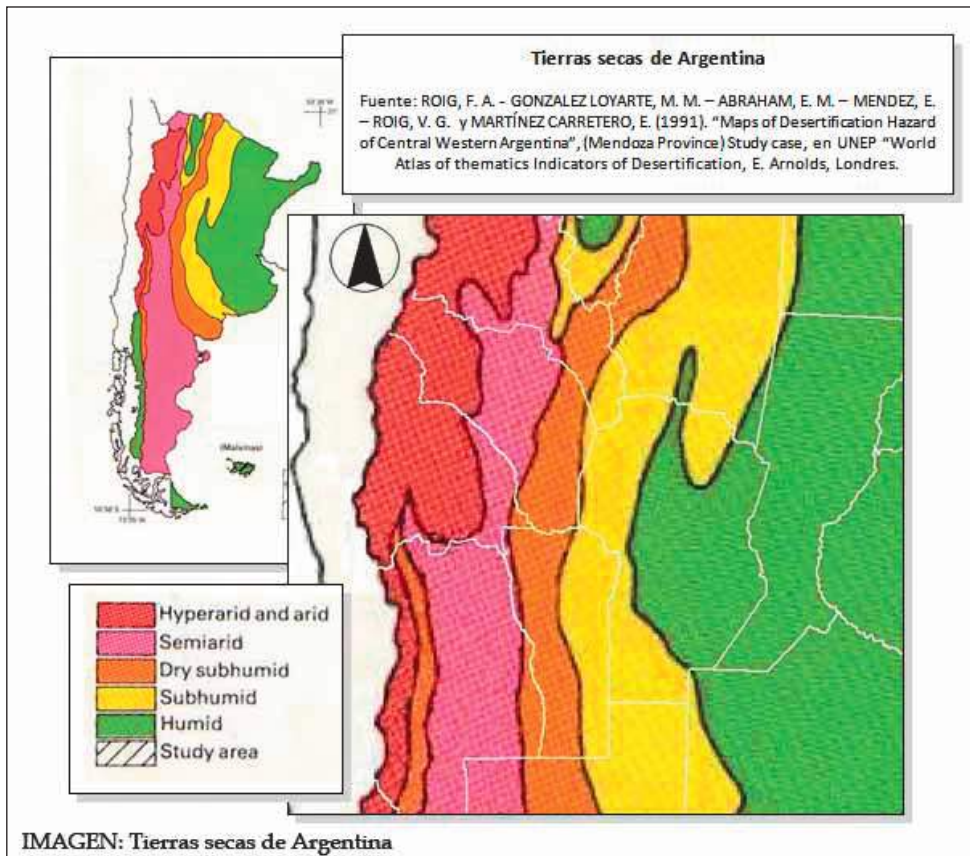 Tierras secas de Argentina
Fuente: ROIG, F. A. - GONZALEZ LOYARTE, M. M. – ABRAHAM, E. M. – MENDEZ, E.
– ROIG, V. G. y MARTÍNEZ CARRETERO, E. (1991). “Maps of Desertification Hazard
of Central Western Argentina”, (Mendoza Province) Study case, en UNEP “World
Atlas of thematics Indicators of Desertification, E. Arnolds, Londres.
(Malvinas)
Hyperarid and arid
Semiarid
Dry subhumid
Subhumid
Humid
Study area
IMAGEN: Tierras secas de Argentina